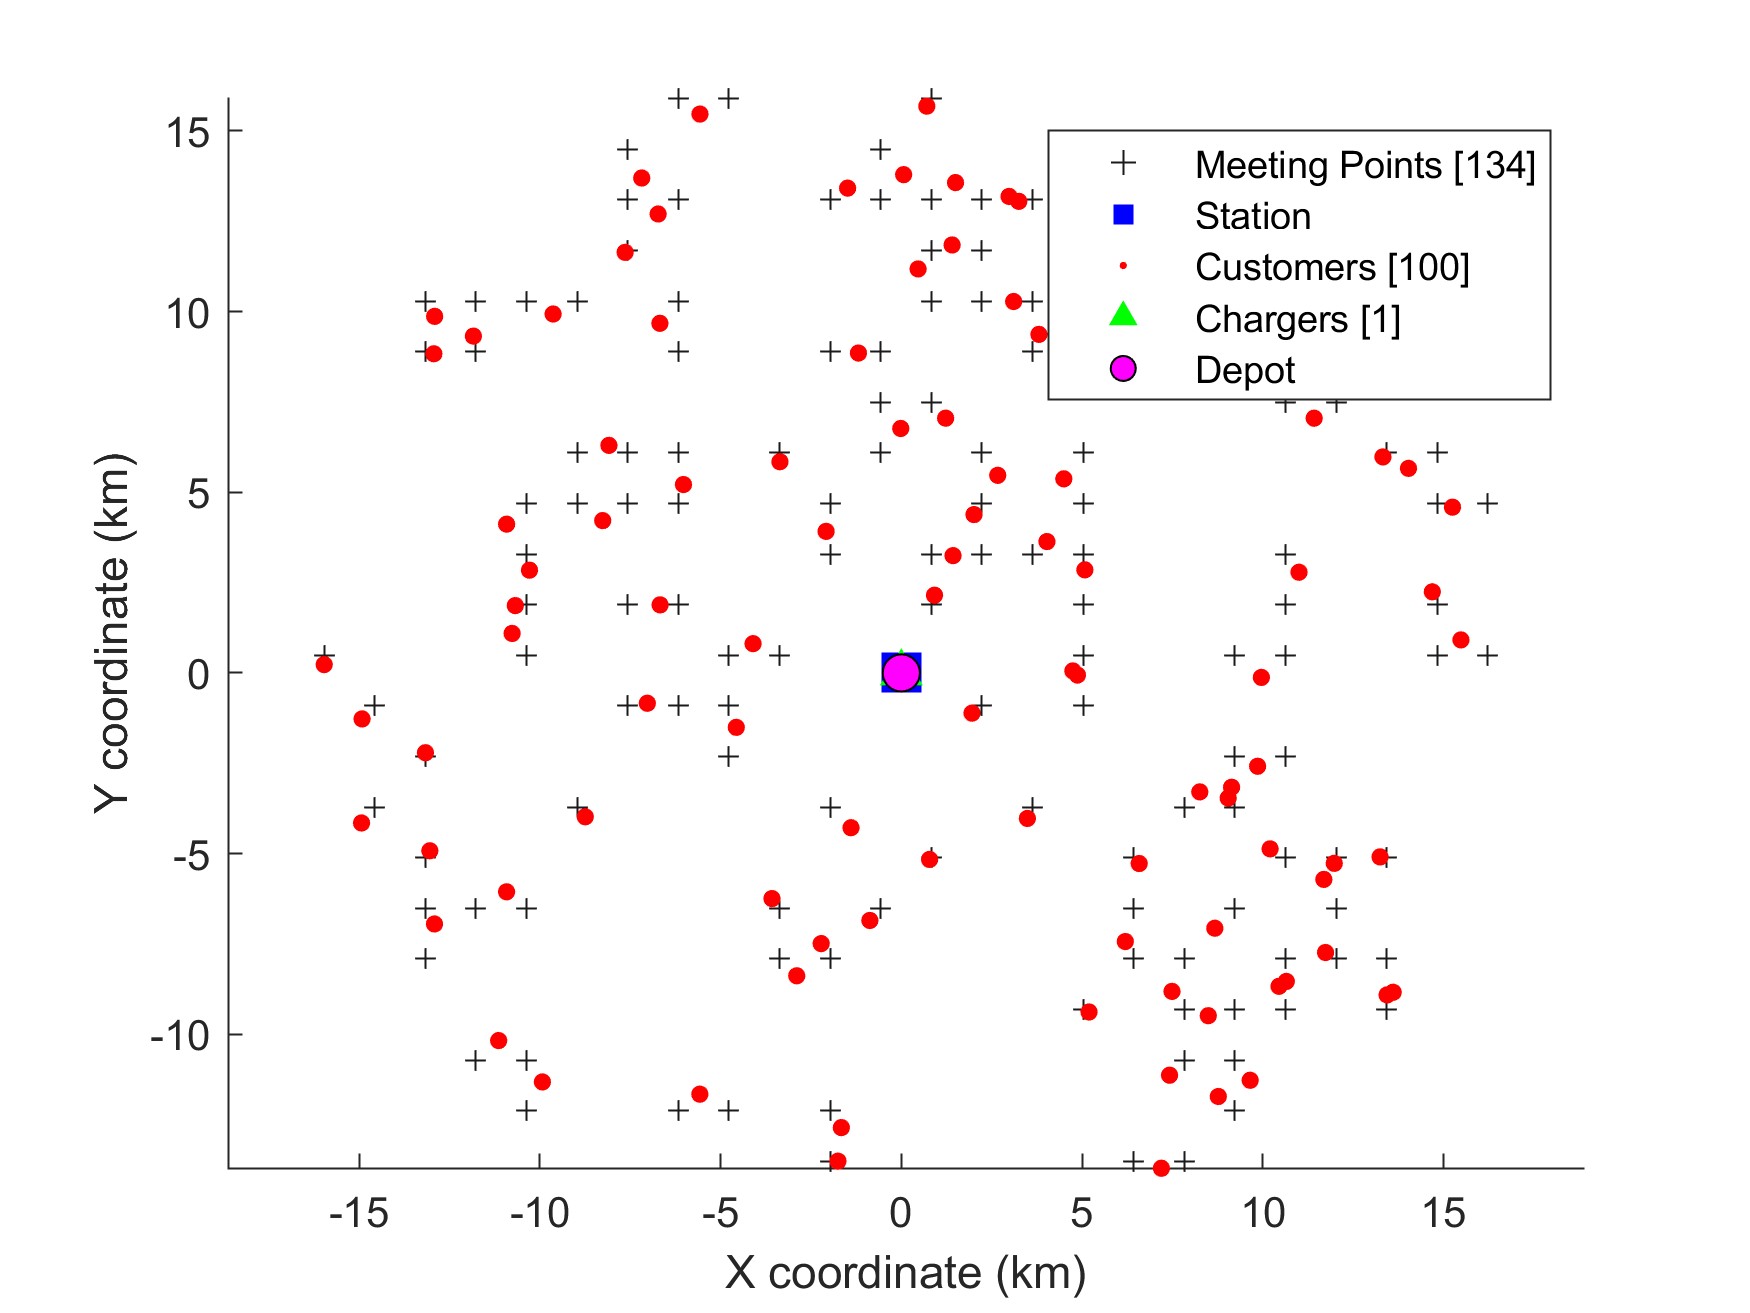 15
10
5
0
-5
-10
Y coordinate (km)
Meeting Points [134]
Station
Customers [100]
Chargers [1]
Depot
-15 -10 -5 0 5 10 15
X coordinate (km)